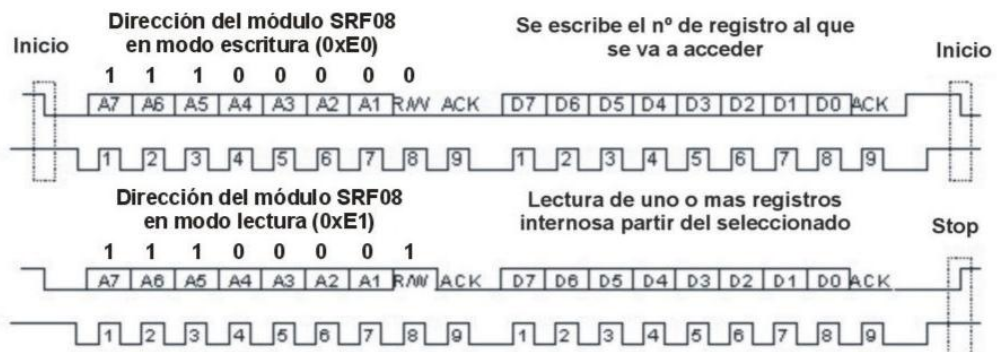 Dirección del módulo SRF08
en modo escritura (0xE0)
Se escribe el nº de registro al que
se va a acceder
Inicio
Inicio
1 1 1 0 0 0 0 0
A7 A6 A5 A4 A3 A2 A1 R/W ACK D7 D6 D5 D4 D3 D2 D1 D0 ACK
1 2 3 4 5 6 7 8 9 1 2 3 4 5 6 7 8 9
Dirección del módulo SRF08
en modo lectura (0xE1)
Lectura de uno o mas registros
internosa partir del seleccionado
Stop
1 1 1 0 0 0 0 1
A7 A6 A5 A4 A3 A2 A1 R/W ACK D7 D6 D5 D4 D3 D2 D1 D0 ACK
1 2 3 4 5 6 7 8 9 1 2 3 4 5 6 7 8 9